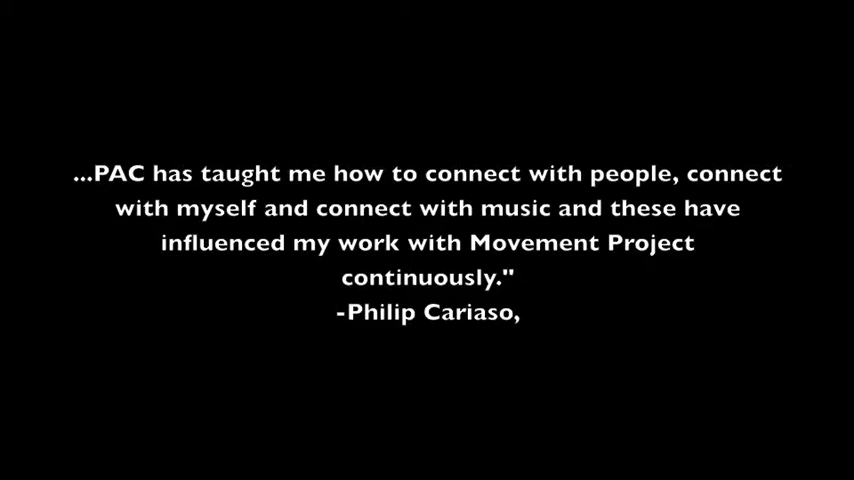 ...PAC has taught me how to connect with people, connect
with myself and connect with music and these have
influenced my work with Movement Project
continuously."
-Philip Cariaso,